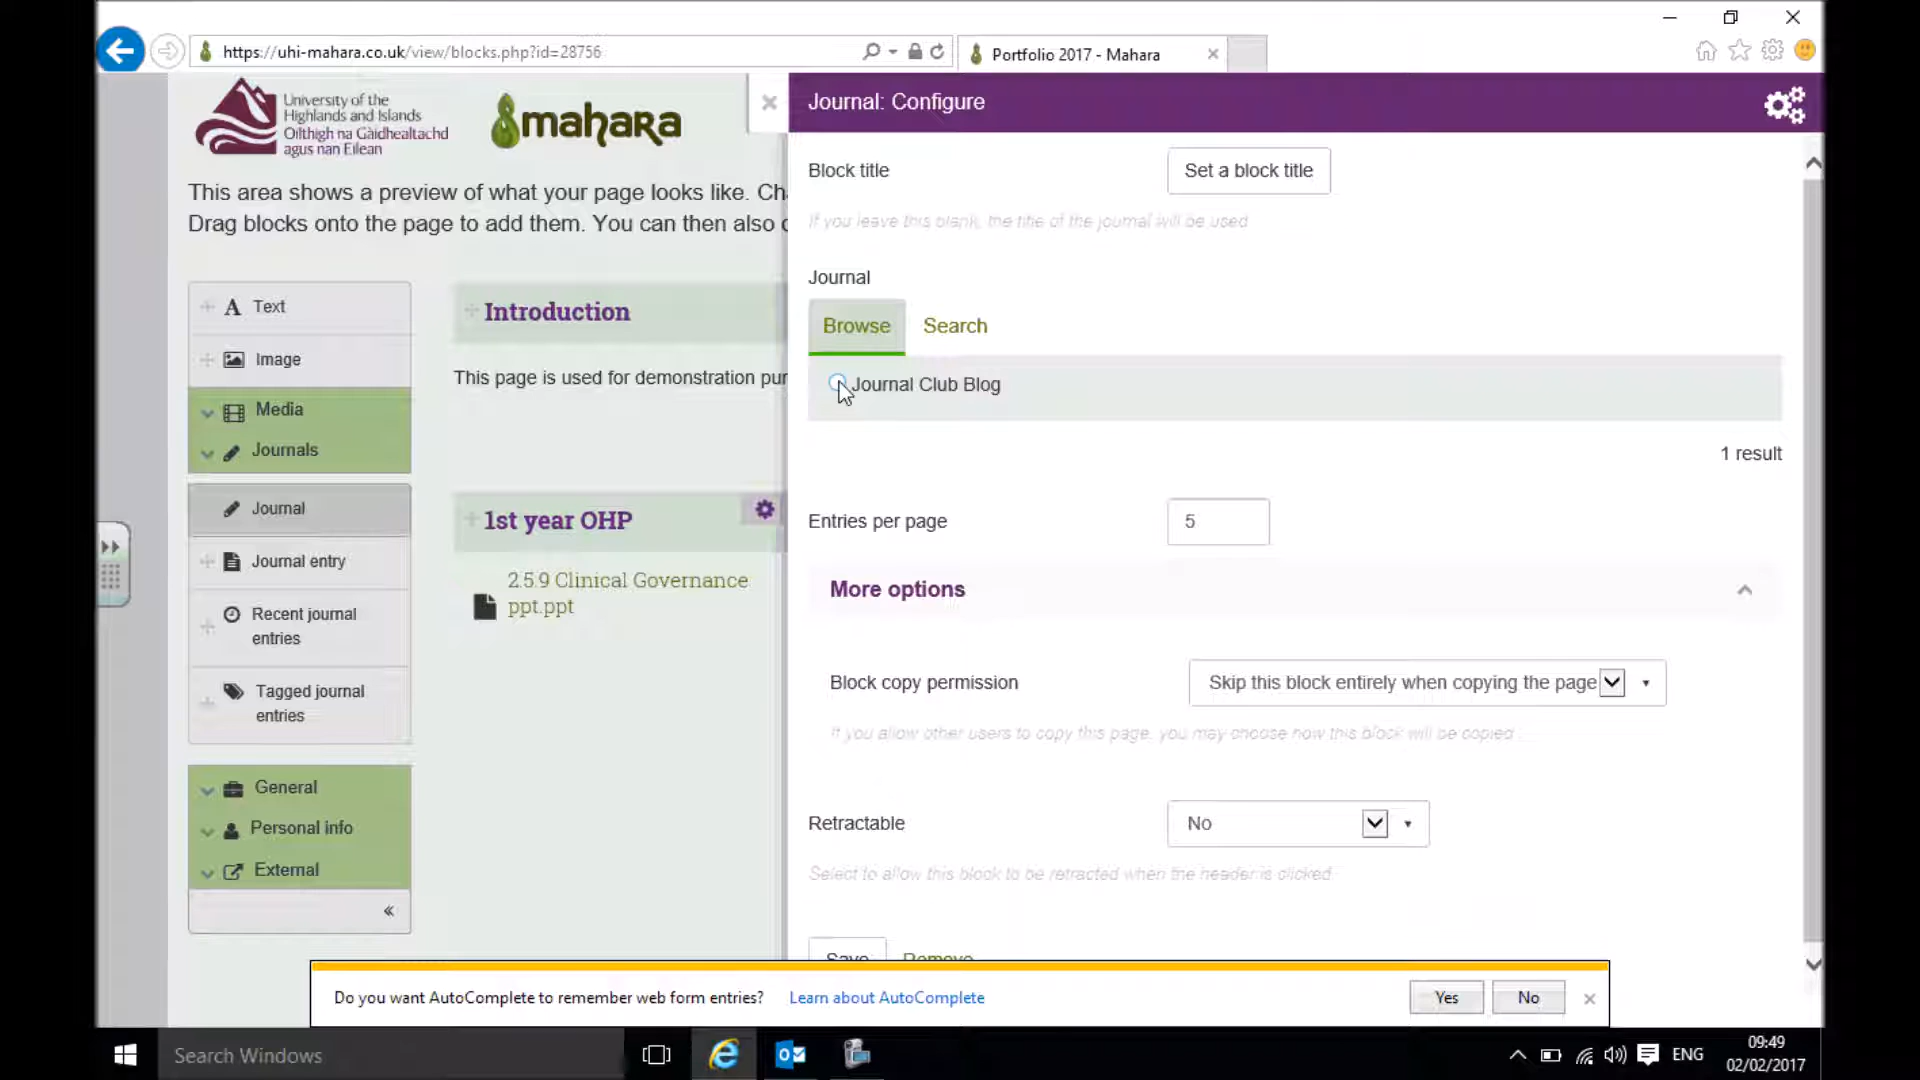 https://uhi-mahara.co.uk/view/blocks.php?id=28756
Portfolio 2017 - Mahara
University of the
Highlands and Islands
Oilthigh na Gàidhealtachd
agus nan Eilean
mahara
This area shows a preview of what your page looks like.
Drag blocks onto the page to add them. You can then also
Text
Image
Media
Journals
Journal
Journal entry
Recent journal
entries
Tagged journal
entries
General
Personal info
External
«
Introduction
This page is used for demonstration
1st year OHP
2.5.9 Clinical Governance
ppt.ppt
Journal: Configure
Block title
Set a block title
If you leave this blank, the title of the journal will be used
Journal
Browse
Search
Journal Club Blog
1 result
Entries per page
5
More options
Block copy permission
Skip this block entirely when copying the page
If you allow other users to copy this page, you may choose how this block will be copied
Retractable
No
Select to allow this block to be retracted when the header is clicked
Save
Remove
Do you want AutoComplete to remember web form entries?
Learn about AutoComplete
Yes
No
Search Windows
ENG
09:49
02/02/2017